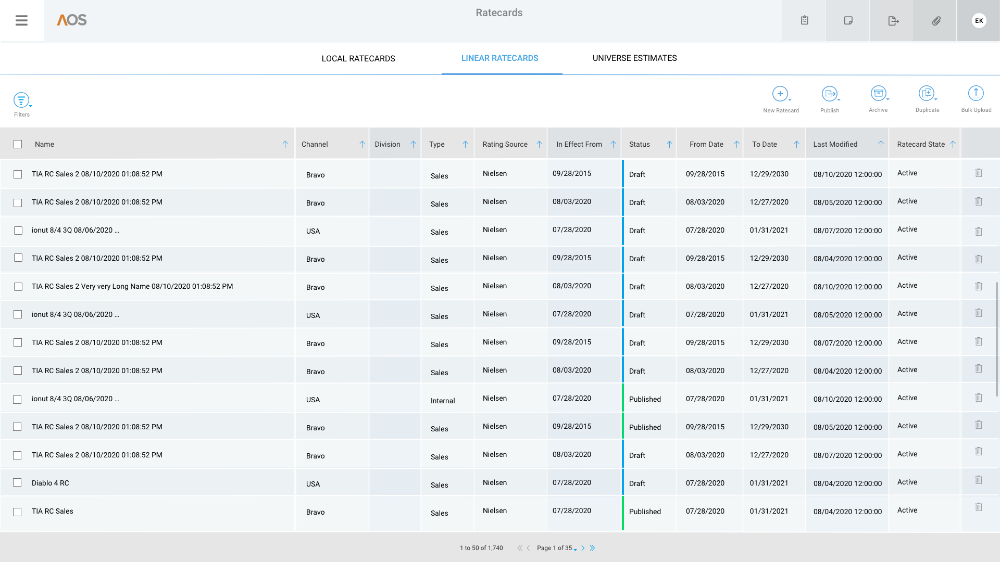 AOS
Ratecards
EK
LOCAL RATECARDS LINEAR RATECARDS UNIVERSE ESTIMATES
Filters New Ratecard Publish Archive Duplicate Bulk Upload
Name Channel Division Type Rating Source In Effect From Status From Date To Date Last Modified Ratecard State
TIA RC Sales 2 08/10/2020 01:08:52 PM Bravo Sales Nielsen 09/28/2015 Draft 09/28/2015 12/29/2030 08/10/2020 12:00:00 Active
TIA RC Sales 2 08/10/2020 01:08:52 PM Bravo Sales Nielsen 08/03/2020 Draft 08/03/2020 12/27/2020 08/05/2020 12:00:00 Active
ionut 8/4 3Q 08/06/2020 ... USA Sales Nielsen 07/28/2020 Draft 07/28/2020 01/31/2021 08/07/2020 12:00:00 Active
TIA RC Sales 2 08/10/2020 01:08:52 PM Bravo Sales Nielsen 09/28/2015 Draft 09/28/2015 12/29/2030 08/04/2020 12:00:00 Active
TIA RC Sales 2 Very very Long Name 08/10/2020 01:08:52 PM Bravo Sales Nielsen 08/03/2020 Draft 08/03/2020 12/27/2020 08/10/2020 12:00:00 Active
ionut 8/4 3Q 08/06/2020 ... USA Sales Nielsen 07/28/2020 Draft 07/28/2020 01/31/2021 08/05/2020 12:00:00 Active
TIA RC Sales 2 08/10/2020 01:08:52 PM Bravo Sales Nielsen 09/28/2015 Draft 09/28/2015 12/29/2030 08/07/2020 12:00:00 Active
TIA RC Sales 2 08/10/2020 01:08:52 PM Bravo Sales Nielsen 08/03/2020 Draft 08/03/2020 12/27/2020 08/04/2020 12:00:00 Active
ionut 8/4 3Q 08/06/2020 ... USA Internal Nielsen 07/28/2020 Published 07/28/2020 01/31/2021 08/10/2020 12:00:00 Active
TIA RC Sales 2 08/10/2020 01:08:52 PM Bravo Sales Nielsen 09/28/2015 Published 09/28/2015 12/29/2030 08/05/2020 12:00:00 Active
TIA RC Sales 2 08/10/2020 01:08:52 PM Bravo Sales Nielsen 08/03/2020 Draft 08/03/2020 12/27/2020 08/07/2020 12:00:00 Active
Diablo 4 RC USA Sales Nielsen 07/28/2020 Draft 07/28/2020 01/31/2021 08/04/2020 12:00:00 Active
TIA RC Sales Bravo Sales Nielsen 07/28/2020 Published 07/28/2020 01/31/2021 08/04/2020 12:00:00 Active
1 to 50 of 1,740 Page 1 of 35